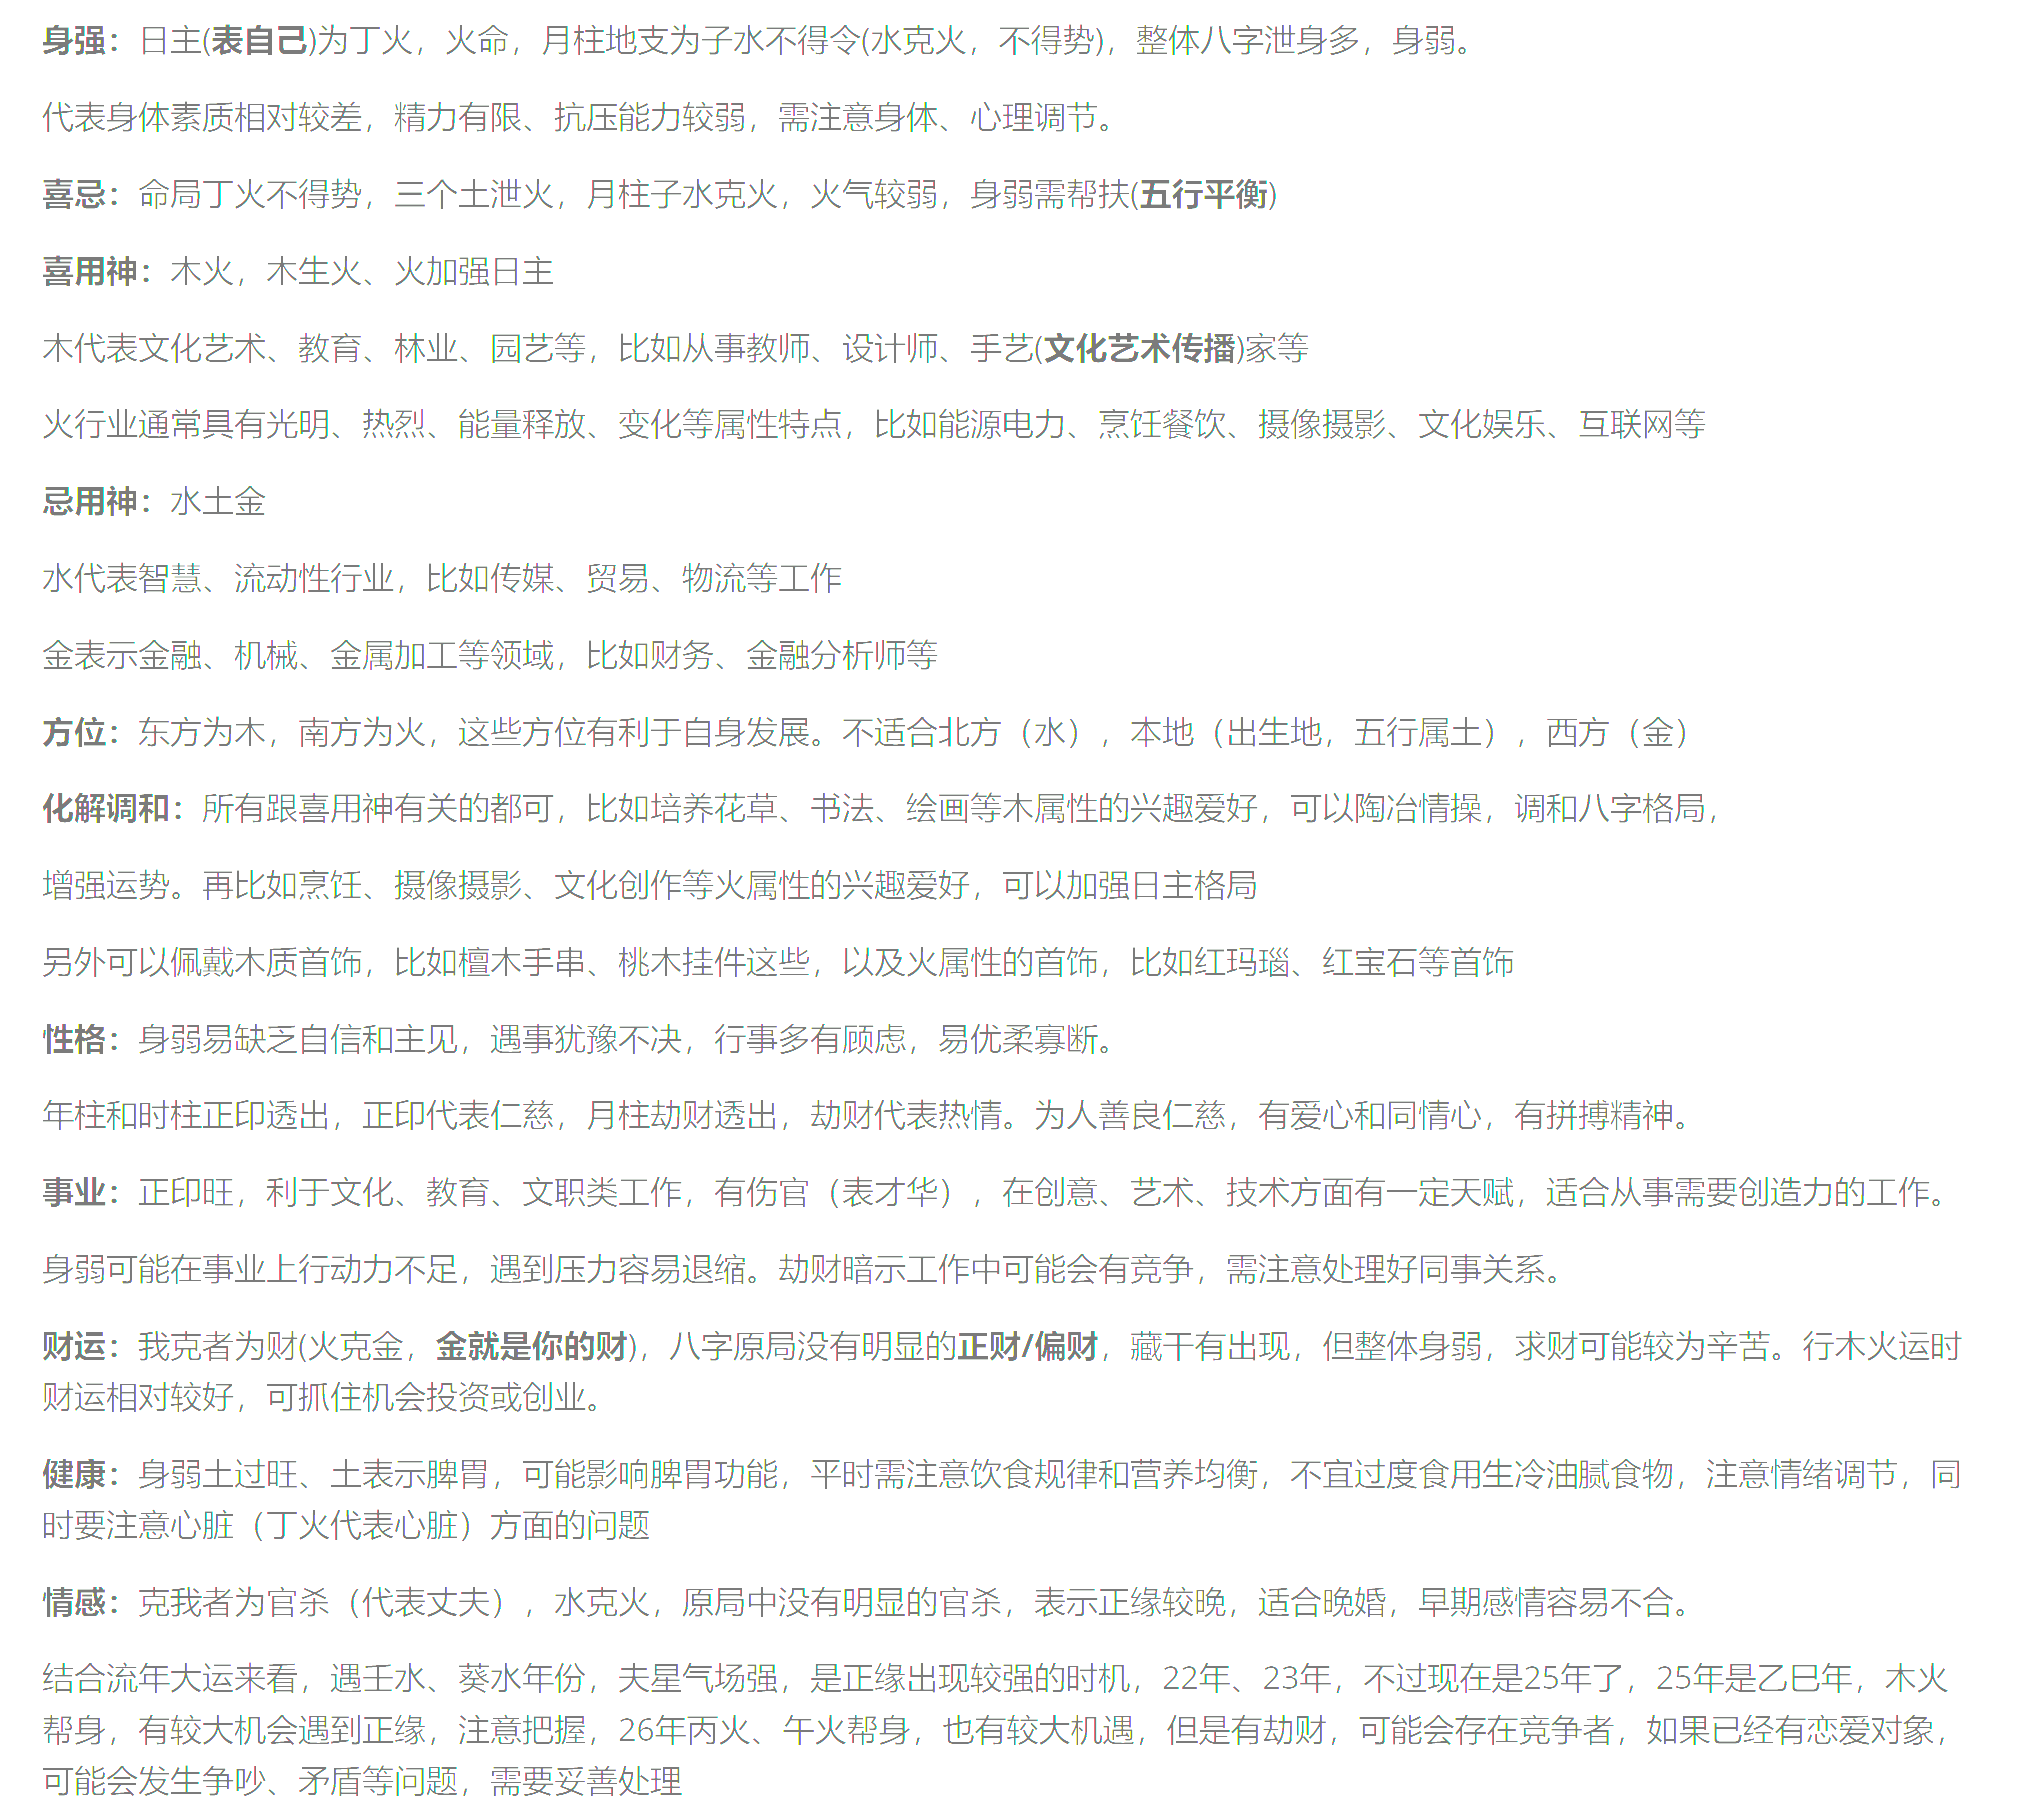 身强：日主(表自己)为丁火，火命，月柱地支为子水不得令(水克火，不得势)，整体八字泄身多，身弱。
代表身体素质相对较差，精力有限、抗压能力较弱，需注意身体、心理调节。
喜忌：命局丁火不得势，三个土泄火，月柱子水克火，火气较弱，身弱需帮扶(五行平衡)
喜用神：木火，木生火、火加强日主
木代表文化艺术、教育、林业、园艺等，比如从事教师、设计师、手艺(文化艺术传播)家等
火行业通常具有光明、热烈、能量释放、变化等属性特点，比如能源电力、烹饪餐饮、摄像摄影、文化娱乐、互联网等
忌用神：水土金
水代表智慧、流动性行业，比如传媒、贸易、物流等工作
金表示金融、机械、金属加工等领域，比如财务、金融分析师等
方位：东方为木，南方为火，这些方位有利于自身发展。不适合北方（水），本地（出生地，五行属土），西方（金）
化解调和：所有跟喜用神有关的都可，比如培养花草、书法、绘画等木属性的兴趣爱好，可以陶冶情操，调和八字格局，
增强运势。再比如烹饪、摄像摄影、文化创作等火属性的兴趣爱好，可以加强日主格局
另外可以佩戴木质首饰，比如檀木手串、桃木挂件这些，以及火属性的首饰，比如红玛瑙、红宝石等首饰
性格：身弱易缺乏自信和主见，遇事犹豫不决，行事多有顾虑，易优柔寡断。
年柱和时柱正印透出，正印代表仁慈，月柱劫财透出，劫财代表热情。为人善良仁慈，有爱心和同情心，有拼搏精神。
事业：正印旺，利于文化、教育、文职类工作，有伤官（表才华），在创意、艺术、技术方面有一定天赋，适合从事需要创造力的工作。
身弱可能在事业上行动力不足，遇到压力容易退缩。劫财暗示工作中可能会有竞争，需注意处理好同事关系。
财运：我克者为财(火克金，金就是你的财)，八字原局没有明显的正财/偏财，藏干有出现，但整体身弱，求财可能较为辛苦。行木火运时
财运相对较好，可抓住机会投资或创业。
健康：身弱土过旺、土表示脾胃，可能影响脾胃功能，平时需注意饮食规律和营养均衡，不宜过度食用生冷油腻食物，注意情绪调节，同
时要注意心脏（丁火代表心脏）方面的问题
情感：克我者为官杀（代表丈夫），水克火，原局中没有明显的官杀，表示正缘较晚，适合晚婚，早期感情容易不合。
结合流年大运来看，遇壬水、葵水年份，夫星气场强，是正缘出现较强的时机，22年、23年，不过现在是25年了，25年是乙巳年，木火
帮身，有较大机会遇到正缘，注意把握，26年丙火、午火帮身，也有较大机遇，但是有劫财，可能会存在竞争者，如果已经有恋爱对象，
可能会发生争吵、矛盾等问题，需要妥善处理